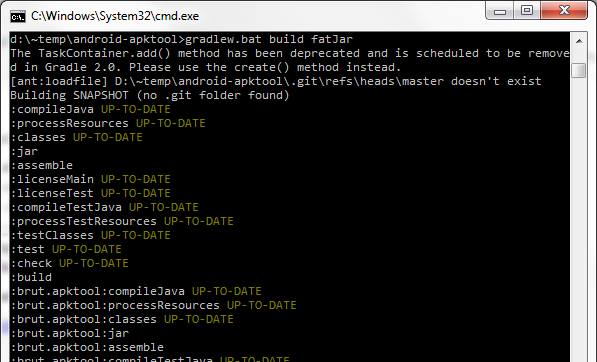 C:\Windows\System32\cmd.exe
d:\~temp\android-apktool>gradlew.bat build fatJar
The TaskContainer.add() method has been deprecated and is scheduled to be remove
d in Gradle 2.0. Please use the create() method instead.
[ant:loadfile] D:\~temp\android-apktool\.git\refs\heads\master doesn't exist
Building SNAPSHOT (no .git folder found)
:compileJava UP-TO-DATE
:processResources UP-TO-DATE
:classes UP-TO-DATE
:jar
:assemble
:licenseMain UP-TO-DATE
:licenseTest UP-TO-DATE
:compileTestJava UP-TO-DATE
:processTestResources UP-TO-DATE
:testClasses UP-TO-DATE
:test UP-TO-DATE
:check UP-TO-DATE
:build
:brut.apktool:compileJava UP-TO-DATE
:brut.apktool:processResources UP-TO-DATE
:brut.apktool:classes UP-TO-DATE
:brut.apktool:jar
:brut.apktool:assemble
:brut.apktool:compileTestJava UP-TO-DATE